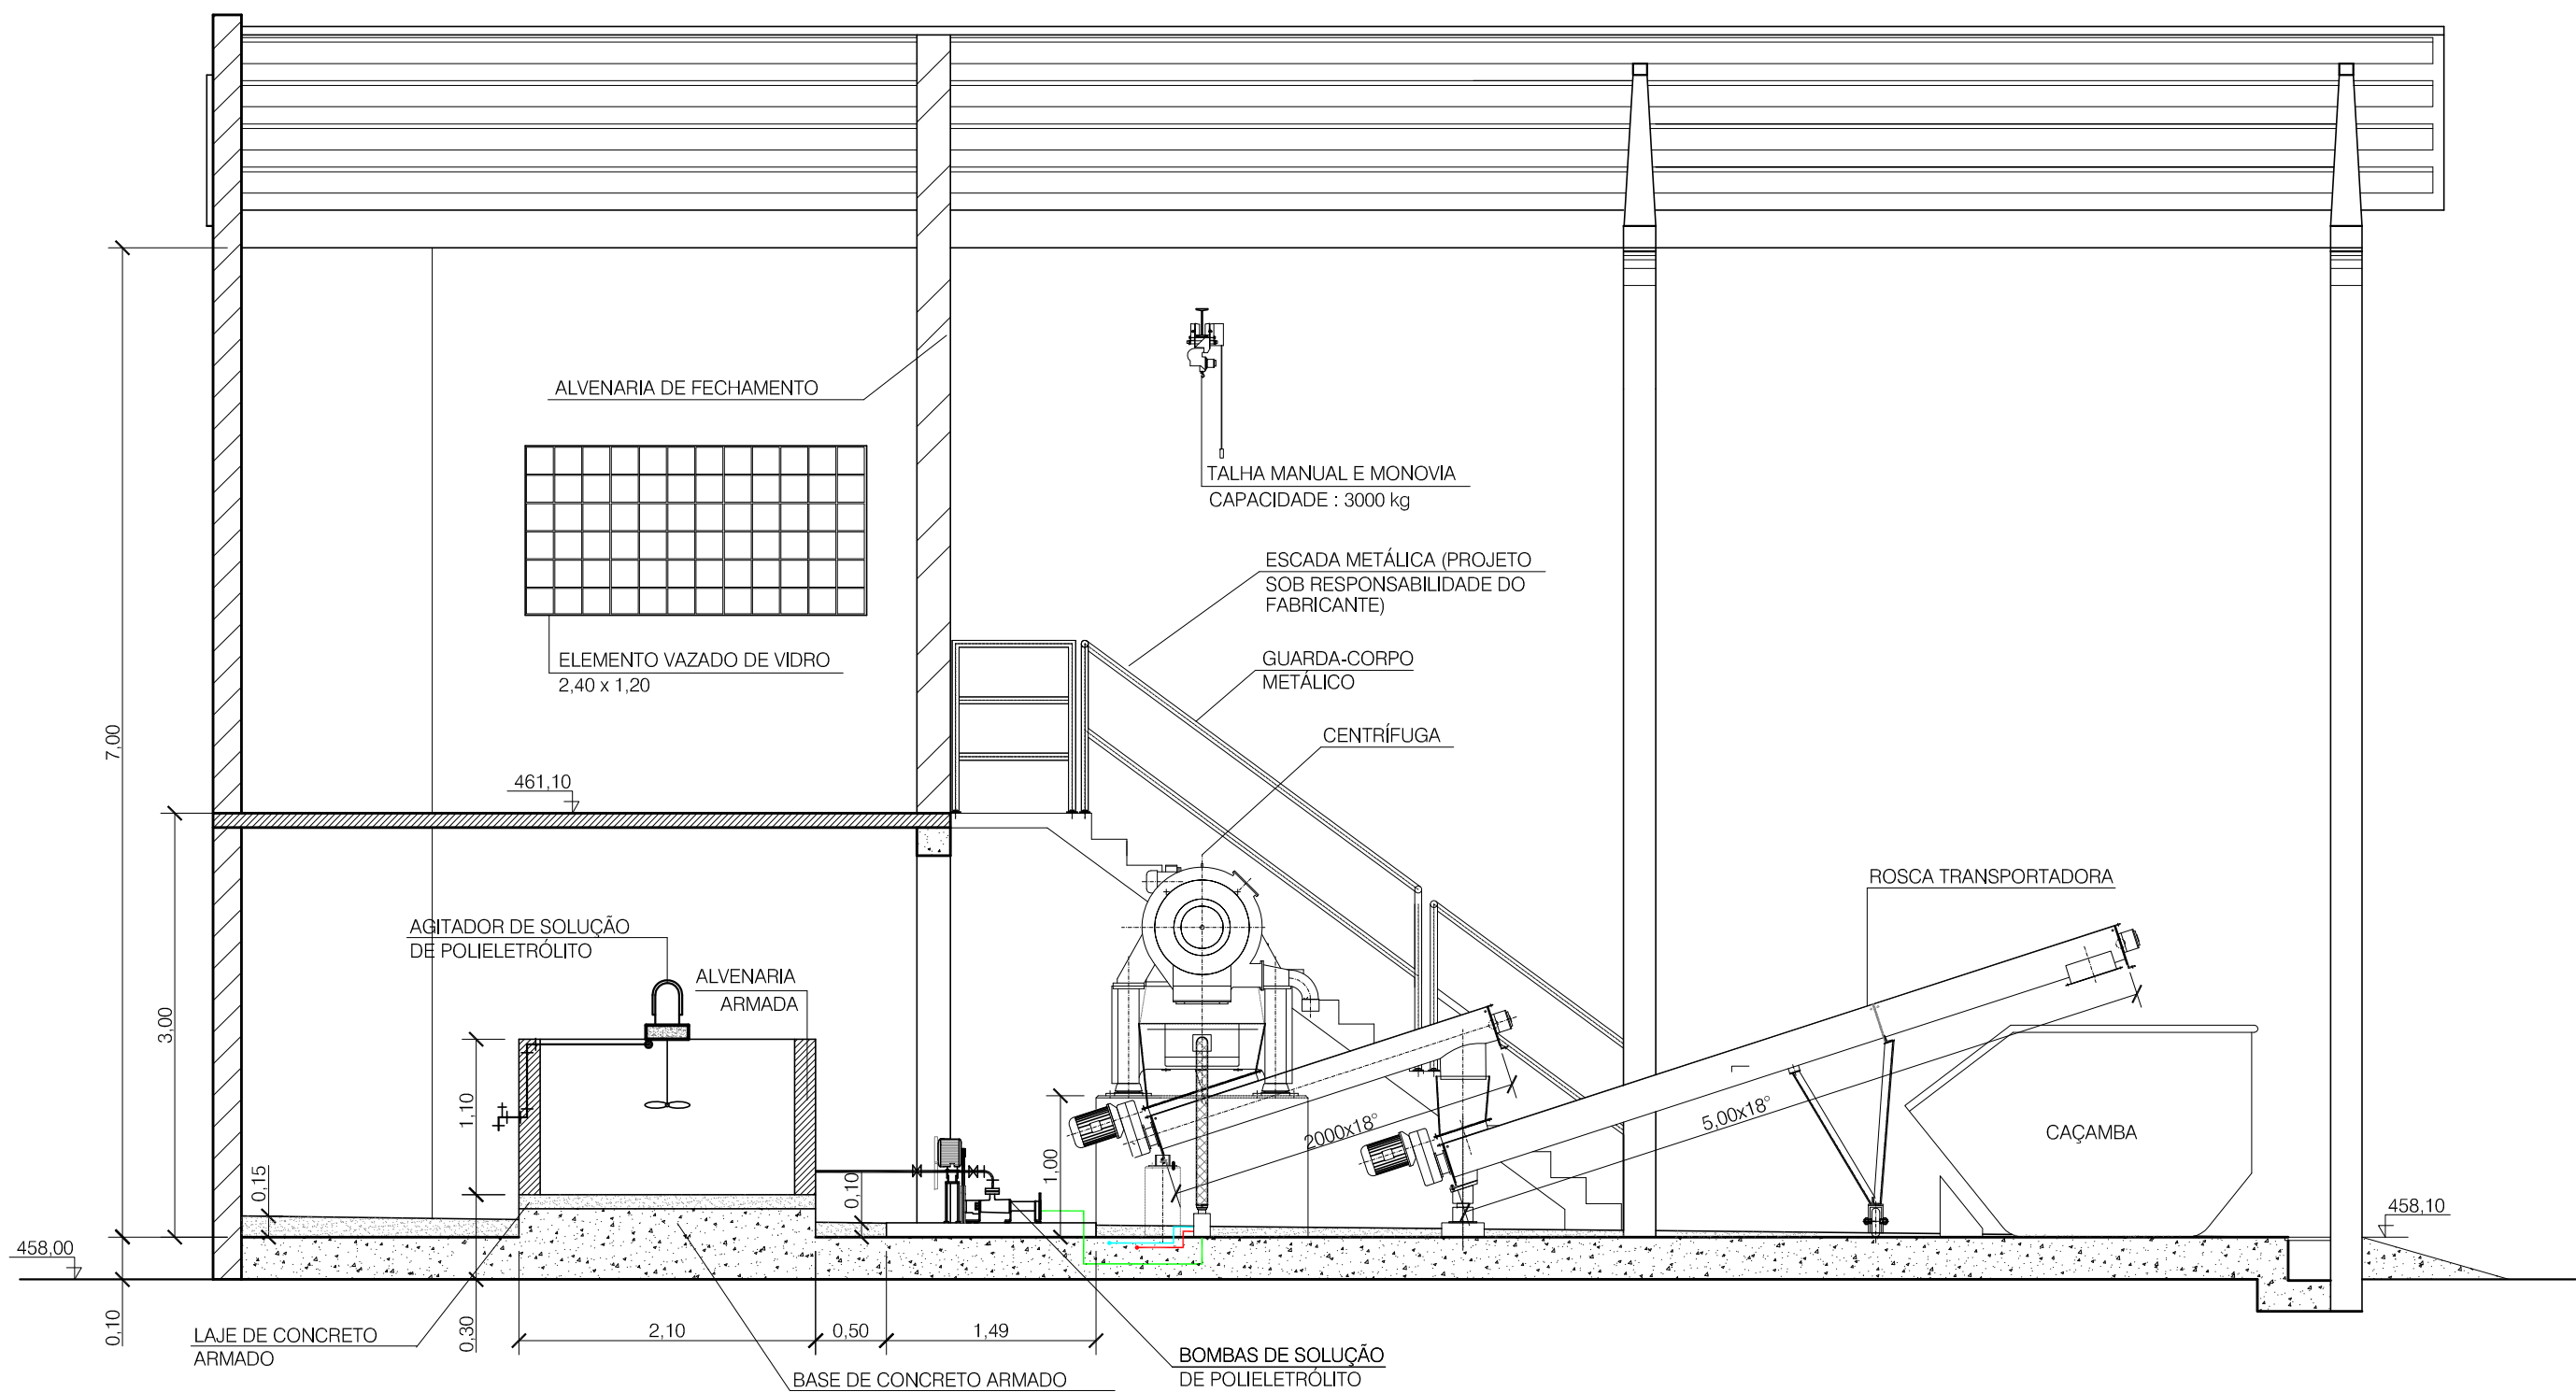 ALVENARIA DE FECHAMENTO
TALHA MANUAL E MONOVIA
CAPACIDADE : 3000 kg
ESCADA METÁLICA (PROJETO
SOB RESPONSABILIDADE DO
FABRICANTE)
ELEMENTO VAZADO DE VIDRO
2,40 x 1,20
GUARDA-CORPO
METÁLICO
7,00
CENTRÍFUGA
461,10
ROSCA TRANSPORTADORA
AGITADOR DE SOLUÇÃO
DE POLIELETRÓLITO
ALVENARIA
ARMADA
3,00
1,10
1,00
2000x18°
5,00x18°
CAÇAMBA
0,15
0,10
458,00
458,10
0,10
0,30
LAJE DE CONCRETO
ARMADO
2,10
0,50
1,49
BOMBAS DE SOLUÇÃO
DE POLIELETRÓLITO
BASE DE CONCRETO ARMADO